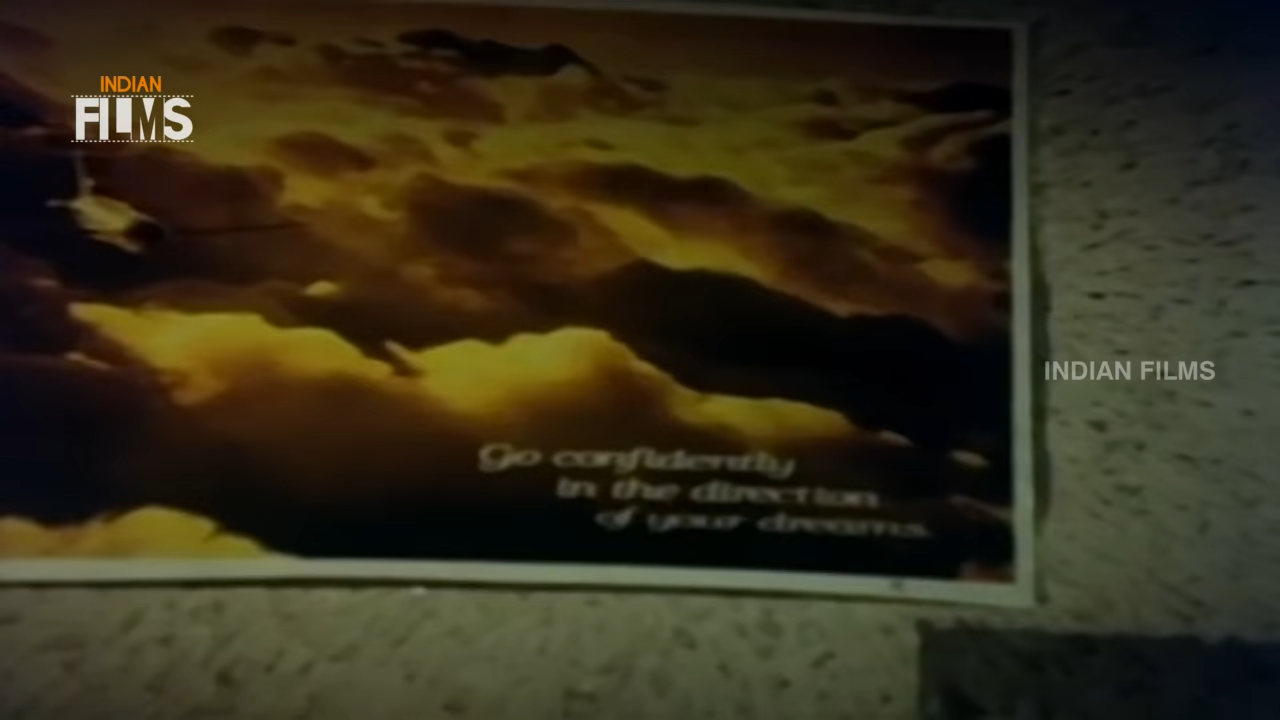 INDIAN
FILMS
INDIAN FILMS
Go confidently
in the direction
of your dreams.